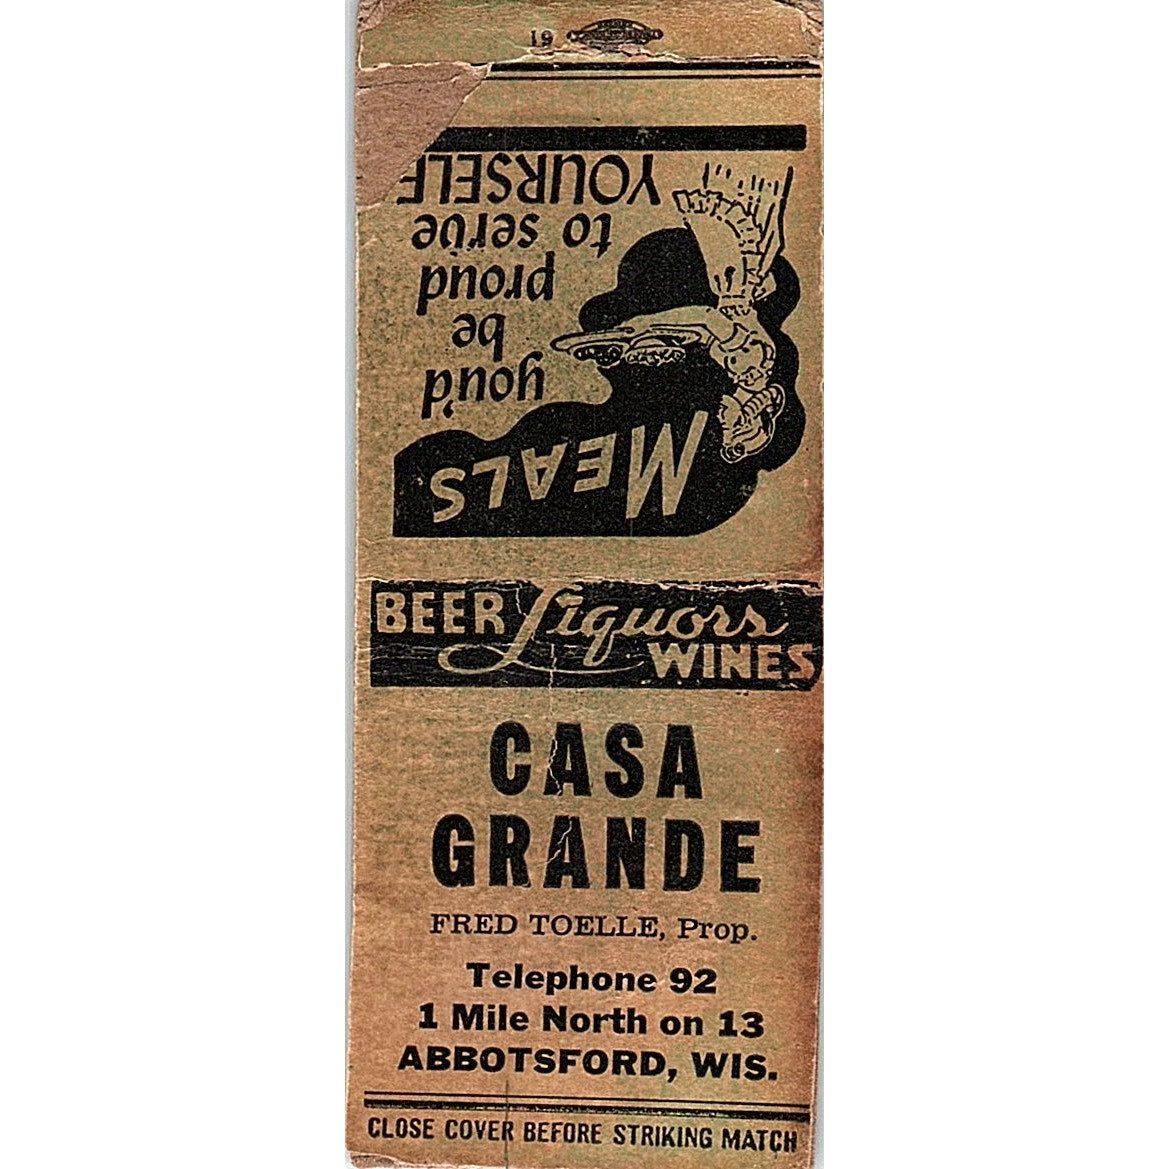 19
MEALS
you'd
be
proud
to serve
YOURSELF
BEER Liquors
WINES
CASA
GRANDE
FRED TOELLE, Prop.
Telephone 92
1 Mile North on 13
ABBOTSFORD, WIS.
CLOSE COVER BEFORE STRIKING MATCH